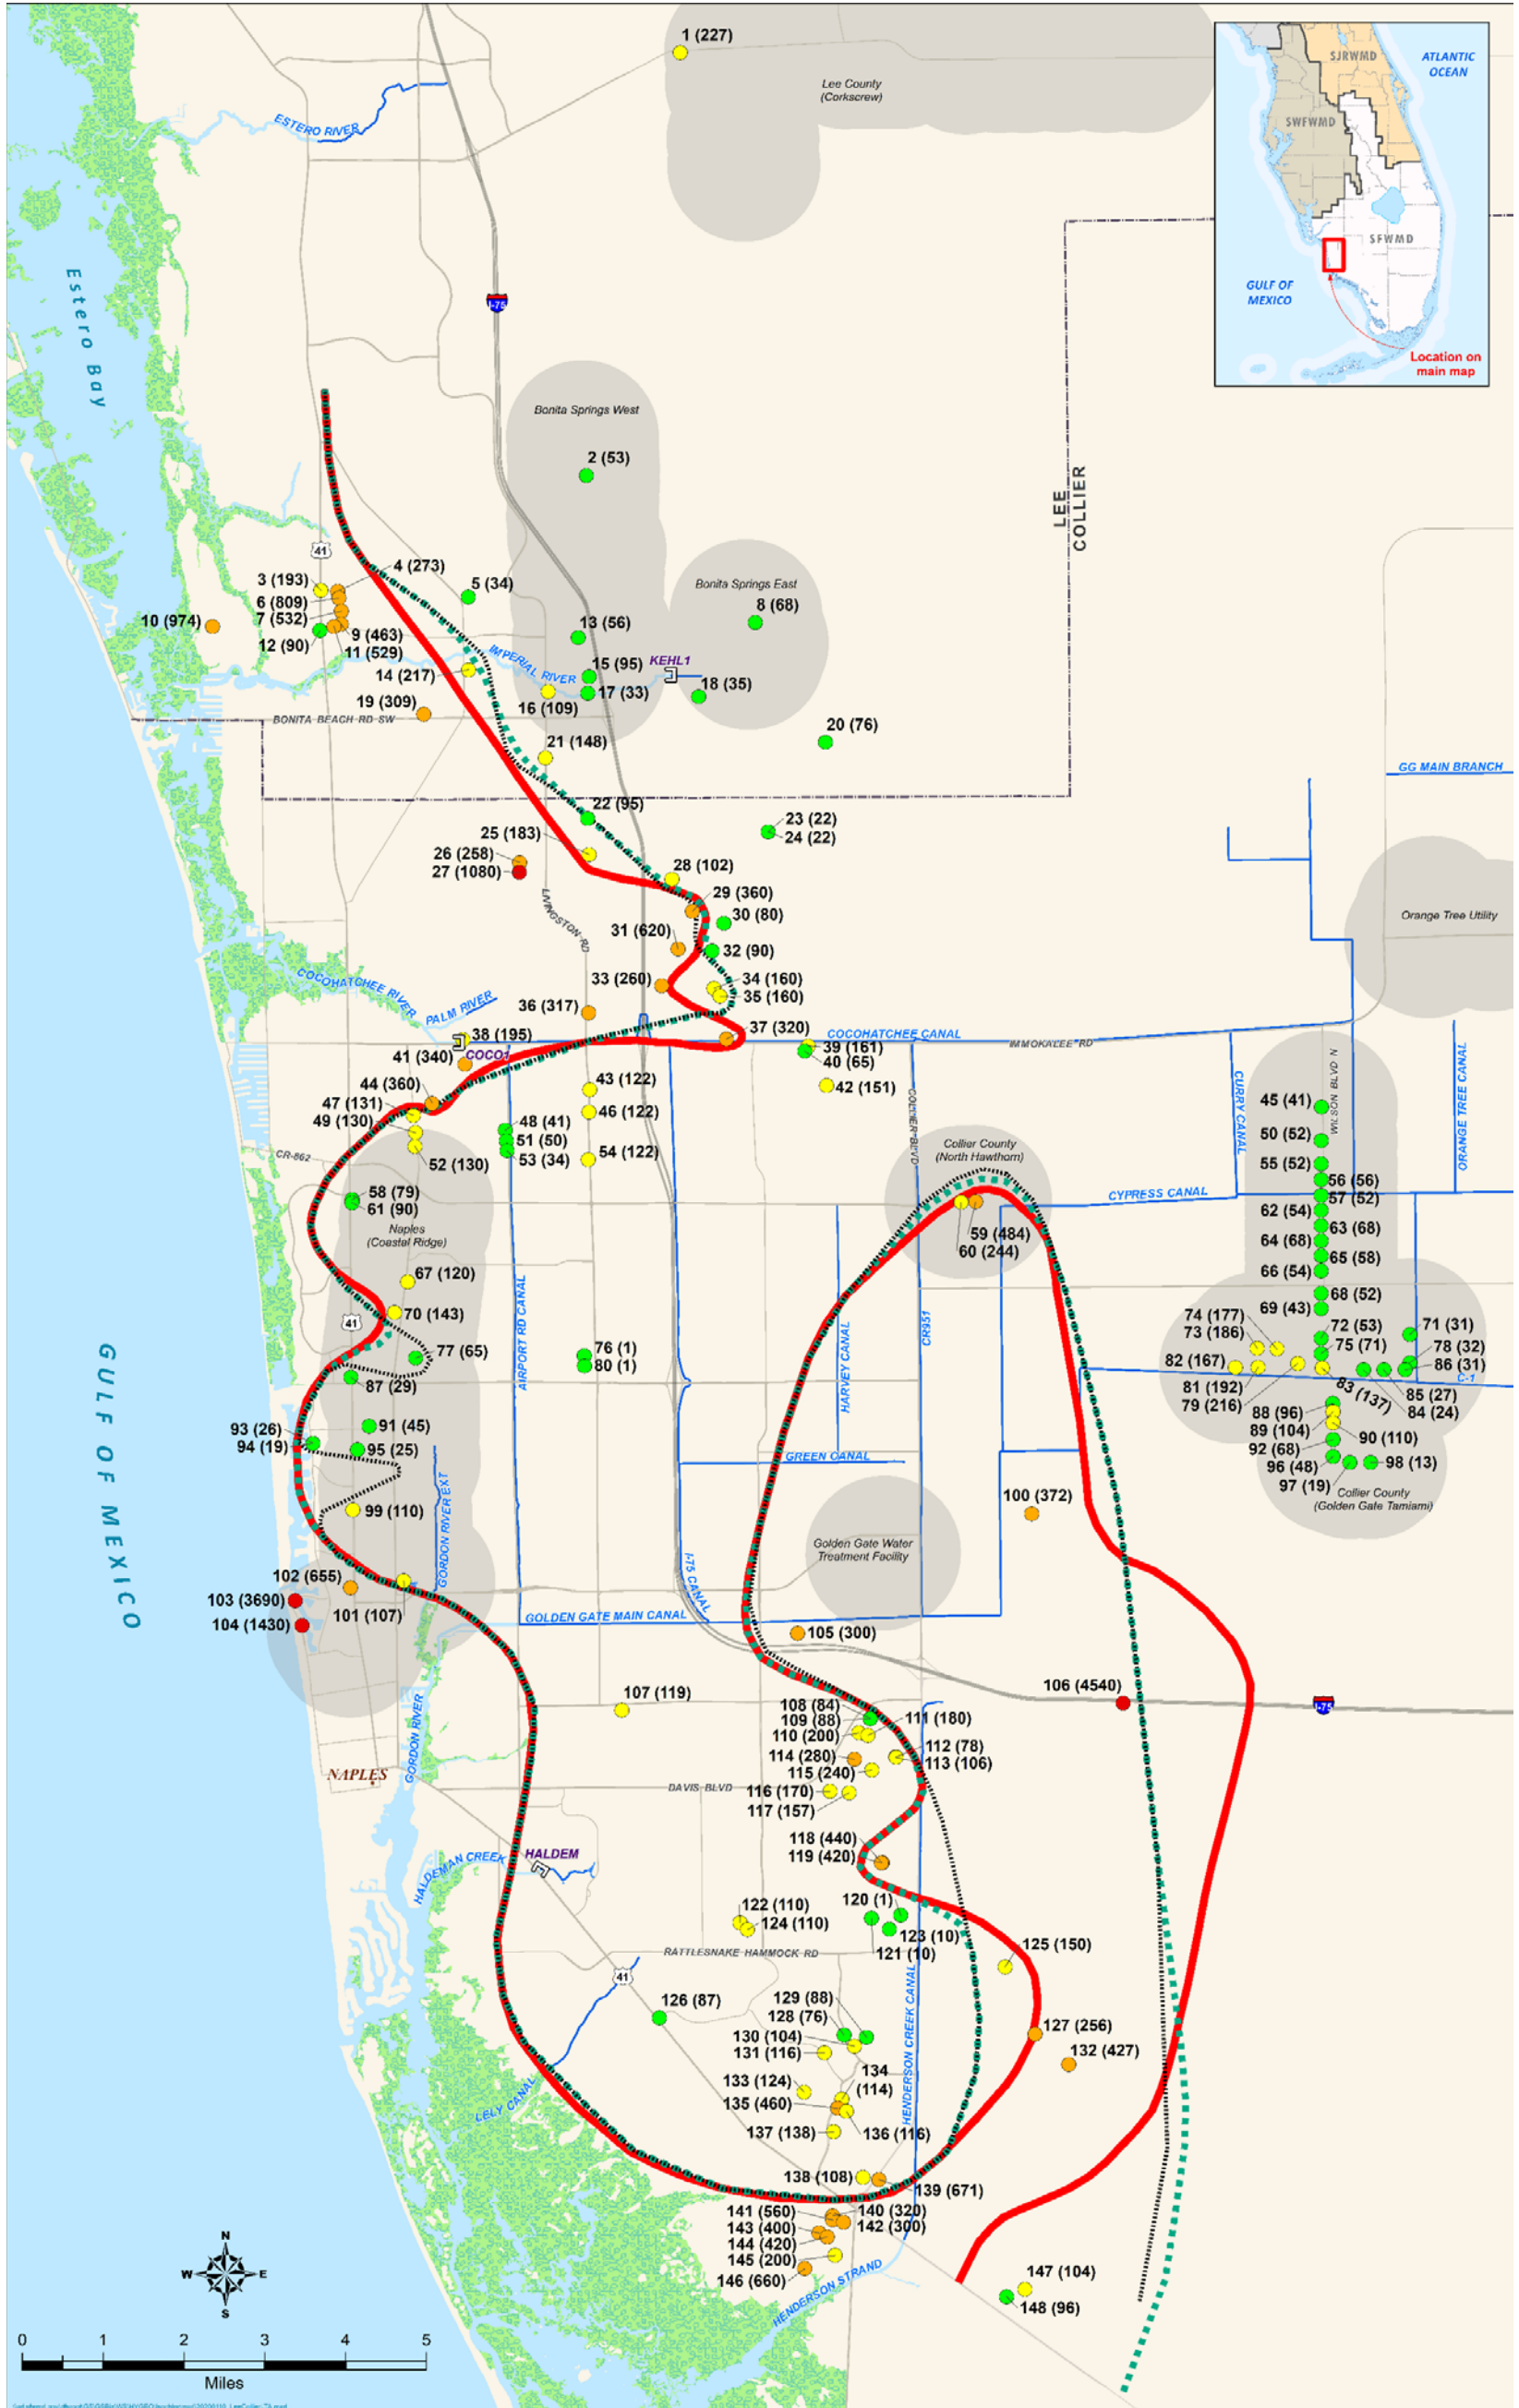 1 (227)
Lee County
(Corkscrew)
SJRWMD
ATLANTIC
OCEAN
SWFWMD
SFWMD
GULF OF
MEXICO
Location on
main map
ESTERO RIVER
Estero Bay
I-75
LEE
COLLIER
Bonita Springs West
2 (53)
41
3 (193)
4 (273)
5 (34)
6 (809)
7 (532)
10 (974)
9 (463)
12 (90)
11 (529)
Bonita Springs East
8 (68)
13 (56)
IMPERIAL RIVER
15 (95)
KEHL1
14 (217)
17 (33)
18 (35)
16 (109)
19 (309)
BONITA BEACH RD SW
20 (76)
21 (148)
GG MAIN BRANCH
22 (95)
23 (22)
24 (22)
25 (183)
26 (258)
27 (1080)
28 (102)
29 (360)
30 (80)
LIVINGSTON RD
31 (620)
32 (90)
Orange Tree Utility
33 (260)
34 (160)
35 (160)
COCOHATCHEE RIVER
PALM RIVER
36 (317)
37 (320)
38 (195)
COCOHATCHEE CANAL
IMMOKALEE RD
39 (161)
40 (65)
41 (340)
COCO1
42 (151)
43 (122)
44 (360)
46 (122)
47 (131)
49 (130)
48 (41)
51 (50)
53 (34)
52 (130)
54 (122)
CR-862
COLLIER BLVD
CURRY CANAL
WILSON BLVD N
ORANGE TREE CANAL
45 (41)
50 (52)
55 (52)
56 (56)
57 (52)
62 (54)
63 (68)
64 (68)
65 (58)
66 (54)
68 (52)
69 (43)
Collier County
(North Hawthorn)
CYPRESS CANAL
58 (79)
61 (90)
Naples
(Coastal Ridge)
59 (484)
60 (244)
67 (120)
70 (143)
41
77 (65)
AIRPORT RD CANAL
76 (1)
80 (1)
HARVEY CANAL
CR951
74 (177)
73 (186)
72 (53)
75 (71)
71 (31)
78 (32)
86 (31)
C-1
82 (167)
81 (192)
79 (216)
83 (137)
85 (27)
84 (24)
87 (29)
88 (96)
89 (104)
90 (110)
92 (68)
96 (48)
97 (19)
98 (13)
Collier County
(Golden Gate Tamiami)
91 (45)
93 (26)
94 (19)
95 (25)
GREEN CANAL
GULF OF MEXICO
99 (110)
GORDON RIVER EXT
100 (372)
Golden Gate Water
Treatment Facility
I-75 CANAL
102 (655)
103 (3690)
101 (107)
104 (1430)
GOLDEN GATE MAIN CANAL
105 (300)
106 (4540)
I-75
107 (119)
108 (84)
109 (88)
111 (180)
110 (200)
112 (78)
114 (280)
113 (106)
115 (240)
GORDON RIVER
NAPLES
DAVIS BLVD
116 (170)
117 (157)
118 (440)
119 (420)
HALDEMAN CREEK
HALDEM
120 (1)
122 (110)
124 (110)
123 (10)
121 (10)
125 (150)
RATTLESNAKE HAMMOCK RD
41
126 (87)
129 (88)
128 (76)
130 (104)
131 (116)
127 (256)
132 (427)
HENDERSON CREEK CANAL
133 (124)
134
(114)
135 (460)
LELY CANAL
137 (138)
136 (116)
138 (108)
139 (671)
141 (560)
140 (320)
143 (400)
142 (300)
144 (420)
145 (200)
146 (660)
HENDERSON STRAND
147 (104)
148 (96)
N
W
E
S
0 1 2 3 4 5
Miles